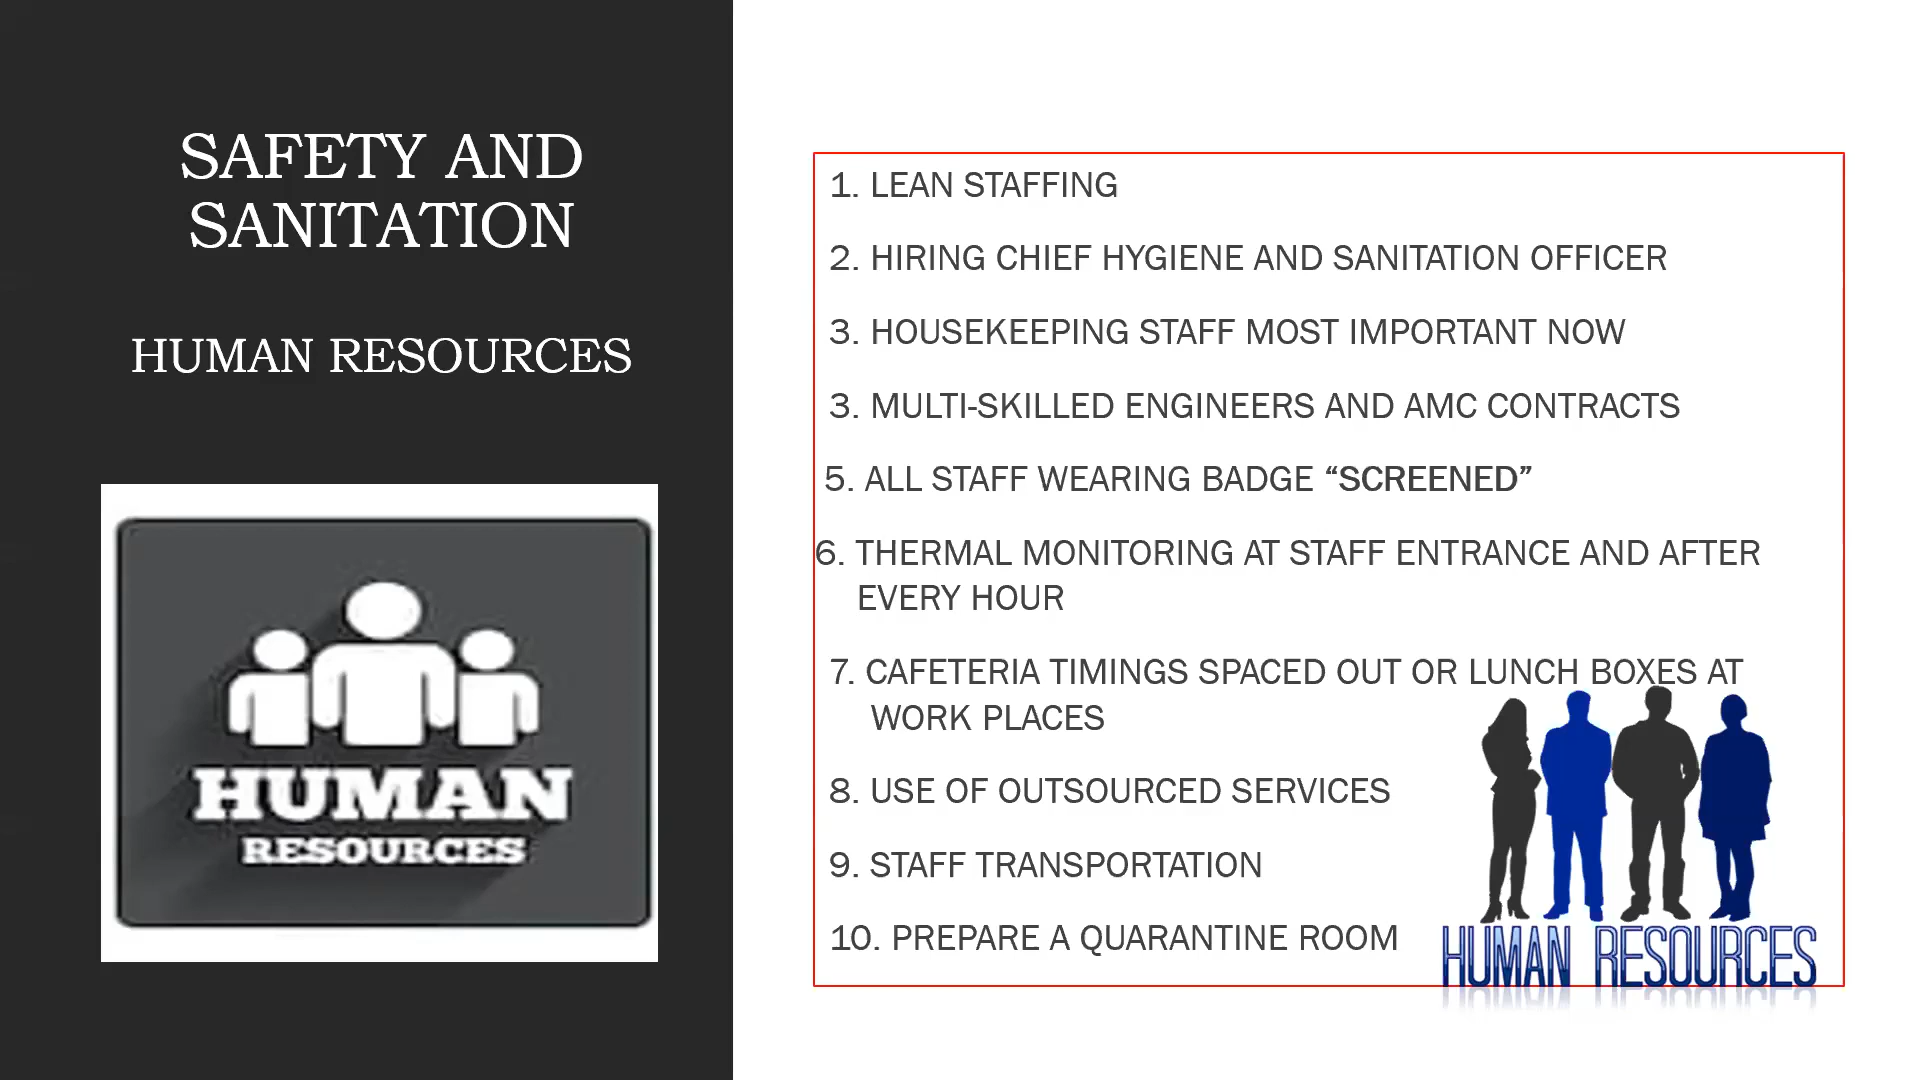 SAFETY AND
SANITATION
HUMAN RESOURCES
HUMAN
RESOURCES
1. LEAN STAFFING
2. HIRING CHIEF HYGIENE AND SANITATION OFFICER
3. HOUSEKEEPING STAFF MOST IMPORTANT NOW
3. MULTI-SKILLED ENGINEERS AND AMC CONTRACTS
5. ALL STAFF WEARING BADGE “SCREENED”
6. THERMAL MONITORING AT STAFF ENTRANCE AND AFTER
EVERY HOUR
7. CAFETERIA TIMINGS SPACED OUT OR LUNCH BOXES AT
WORK PLACES
8. USE OF OUTSOURCED SERVICES
9. STAFF TRANSPORTATION
10. PREPARE A QUARANTINE ROOM
HUMAN RESOURCES